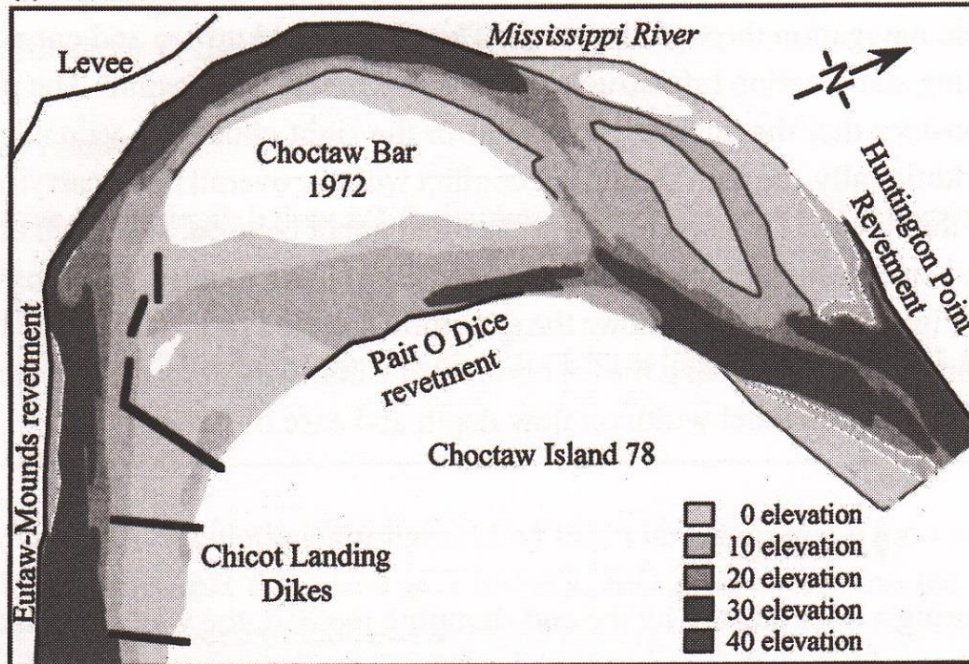 Mississippi River
Levee
N
Choctaw Bar
1972
Huntington Point
Revetment
Pair O Dice
revetment
Eutaw-Mounds revetment
Choctaw Island 78
Chicot Landing
Dikes
0 elevation
10 elevation
20 elevation
30 elevation
40 elevation